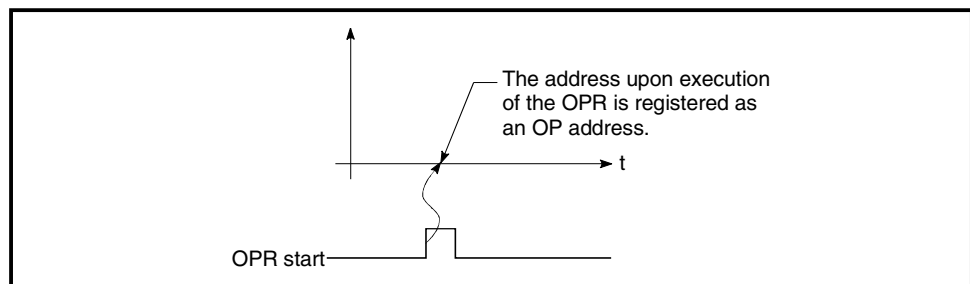 The address upon execution
of the OPR is registered as
an OP address.
t
OPR start